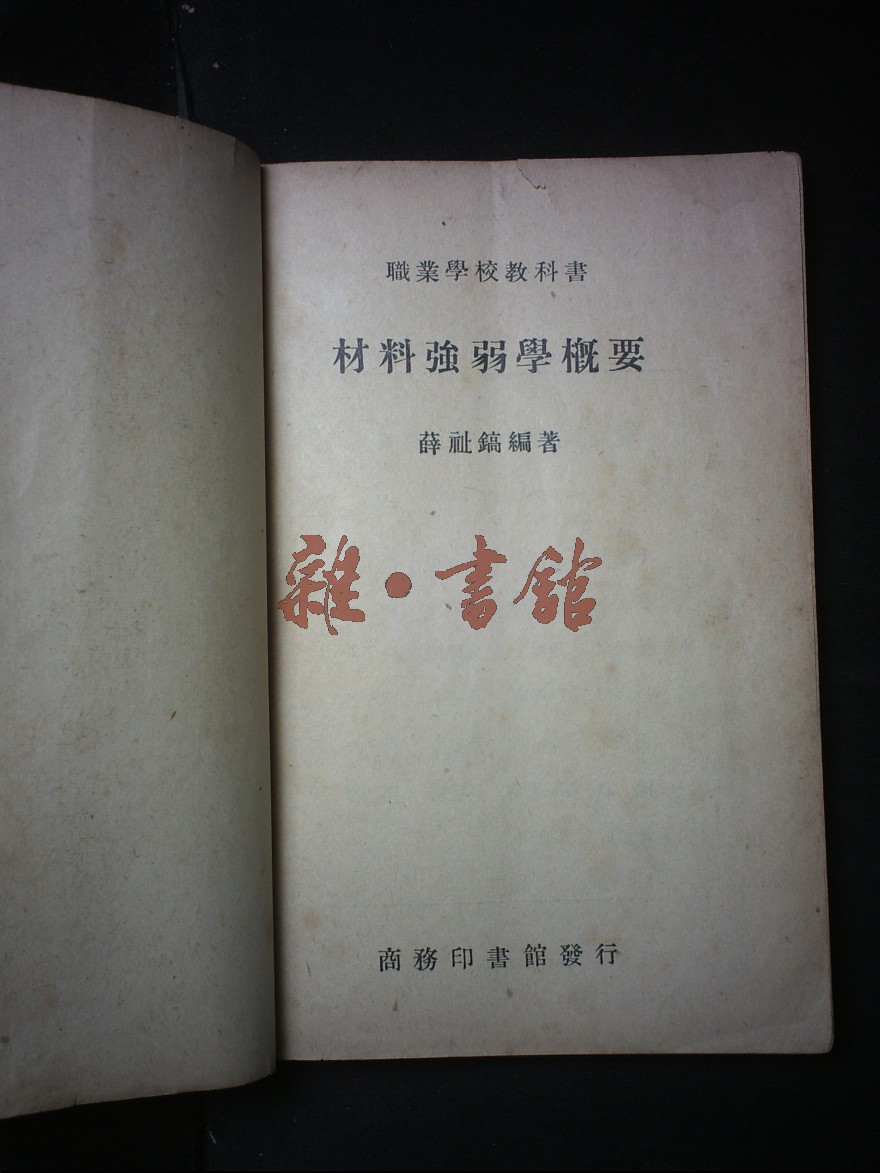 職業學校教科書
材料強弱學概要
薛祉鎬編著
雜·書館
商務印書館發行